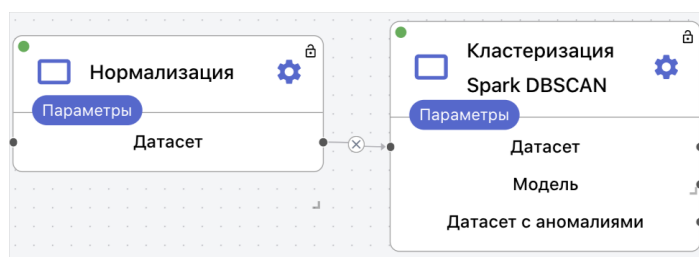 Нормализация
Параметры
Датасет
Кластеризация
Spark DBSCAN
Параметры
Датасет
Модель
Датасет с аномалиями